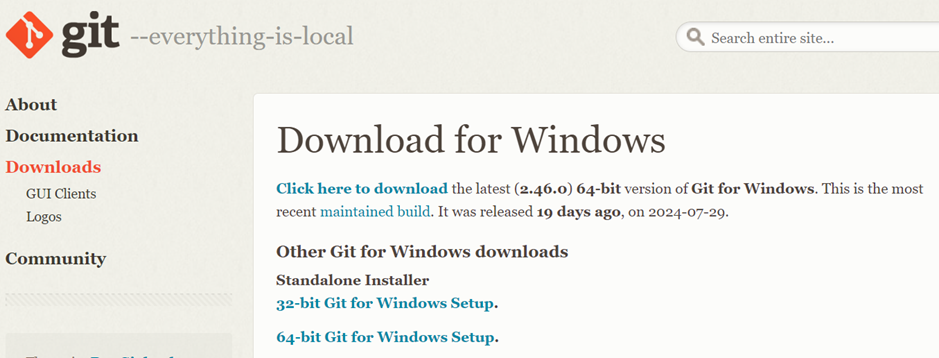 git --everything-is-local
Search entire site...
About
Documentation
Downloads
GUI Clients
Logos
Community
Download for Windows
Click here to download the latest (2.46.0) 64-bit version of Git for Windows. This is the most
recent maintained build. It was released 19 days ago, on 2024-07-29.
Other Git for Windows downloads
Standalone Installer
32-bit Git for Windows Setup.
64-bit Git for Windows Setup.